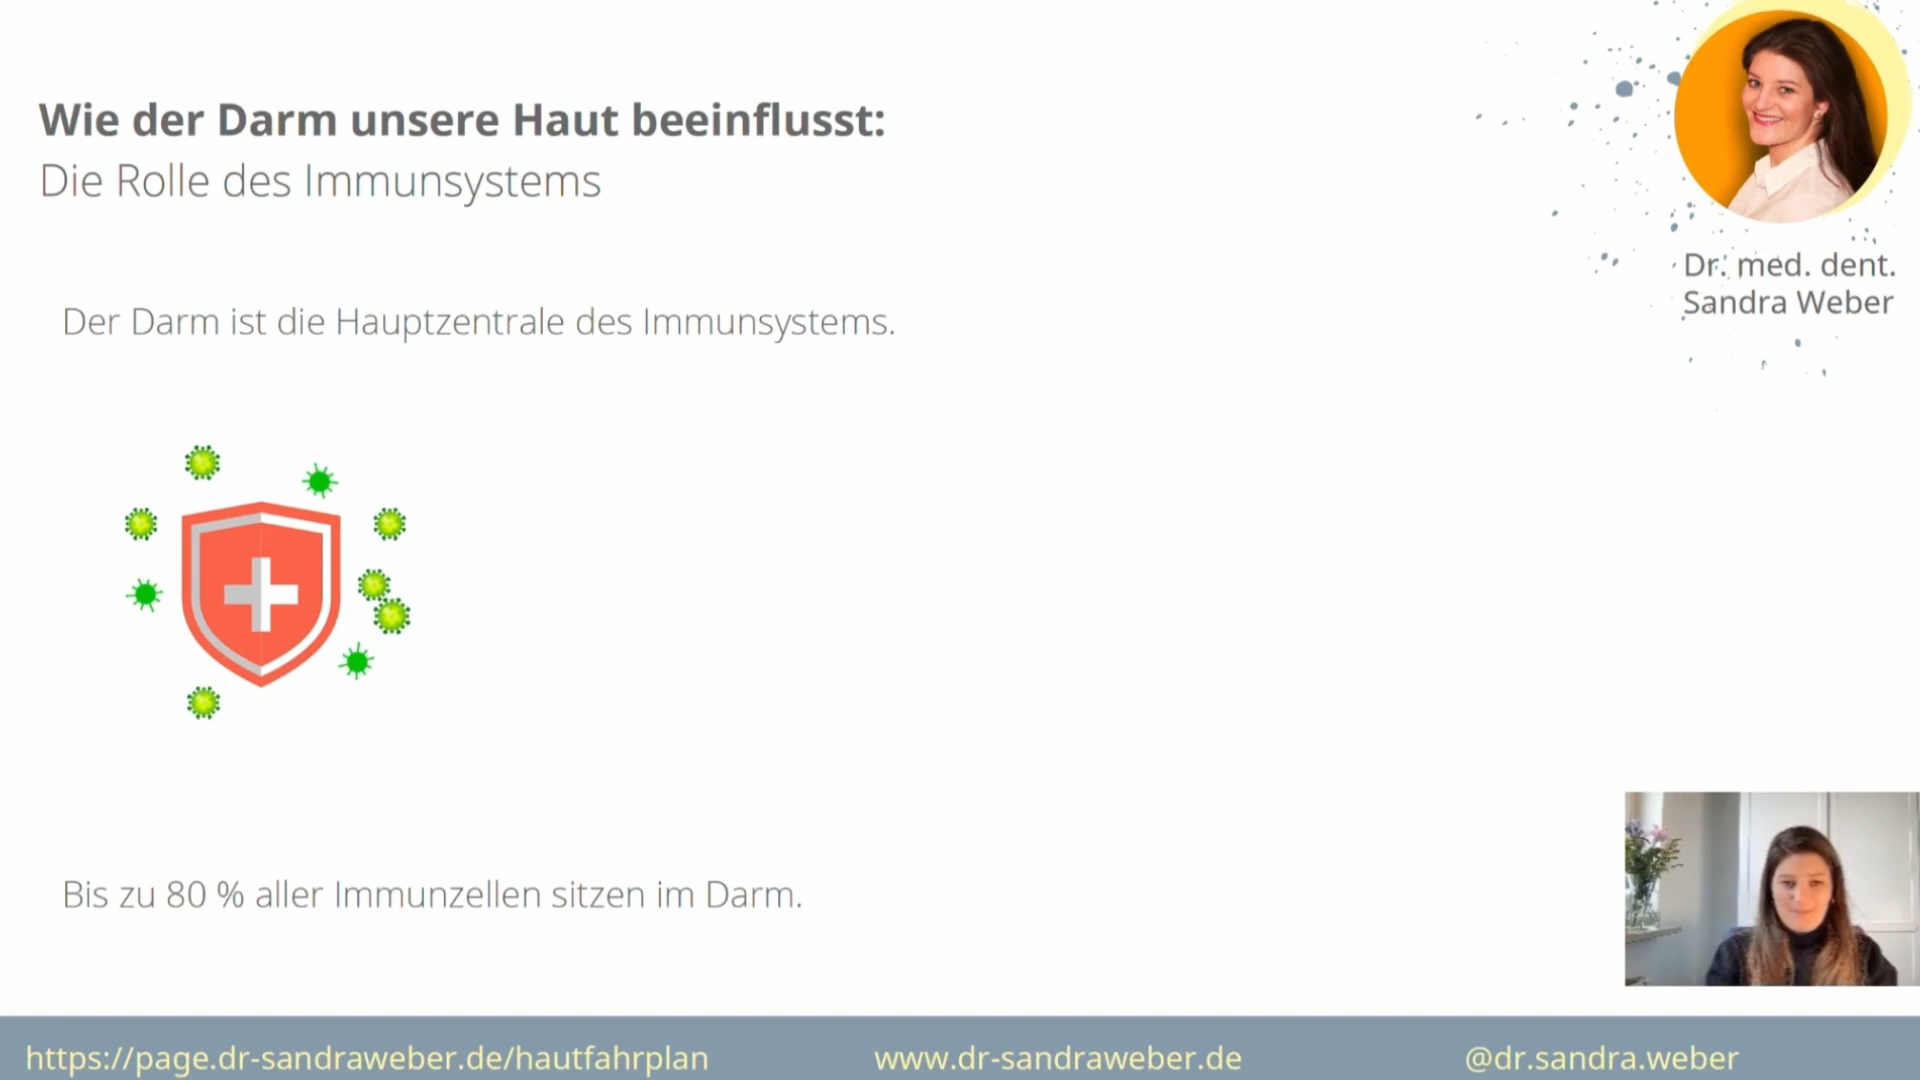 Wie der Darm unsere Haut beeinflusst:
Die Rolle des Immunsystems
Dr. med. dent.
Sandra Weber
Der Darm ist die Hauptzentrale des Immunsystems.
Bis zu 80 % aller Immunzellen sitzen im Darm.
https://page.dr-sandraweber.de/hautfahrplan
www.dr-sandraweber.de
@dr.sandra.weber